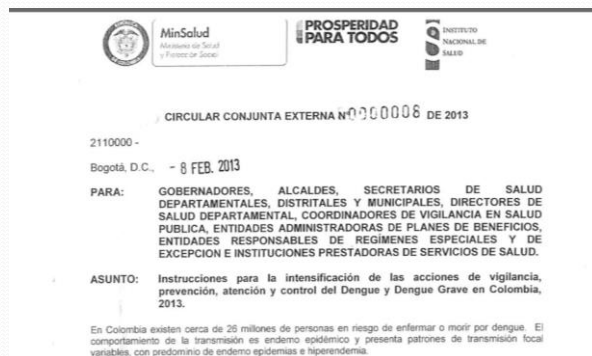 MinSalud
Ministerio de Salud
y Protección Social
PROSPERIDAD
PARA TODOS
INSTITUTO
NACIONAL DE
SALUD
CIRCULAR CONJUNTA EXTERNA Nº 0000008 DE 2013
2110000 -
Bogotá, D.C., - 8 FEB. 2013
PARA: GOBERNADORES, ALCALDES, SECRETARIOS DE SALUD
DEPARTAMENTALES, DISTRITALES Y MUNICIPALES, DIRECTORES DE
SALUD DEPARTAMENTAL, COORDINADORES DE VIGILANCIA EN SALUD
PUBLICA, ENTIDADES ADMINISTRADORAS DE PLANES DE BENEFICIOS,
ENTIDADES RESPONSABLES DE REGÍMENES ESPECIALES Y DE
EXCEPCION E INSTITUCIONES PRESTADORAS DE SERVICIOS DE SALUD.
ASUNTO: Instrucciones para la intensificación de las acciones de vigilancia,
prevención, atención y control del Dengue y Dengue Grave en Colombia,
2013.
En Colombia existen cerca de 26 millones de personas en riesgo de enfermar o morir por dengue. El
comportamiento de la transmisión es endemo epidémico y presenta patrones de transmisión focal
variables, con predominio de endemo epidemias e hiperendemia.